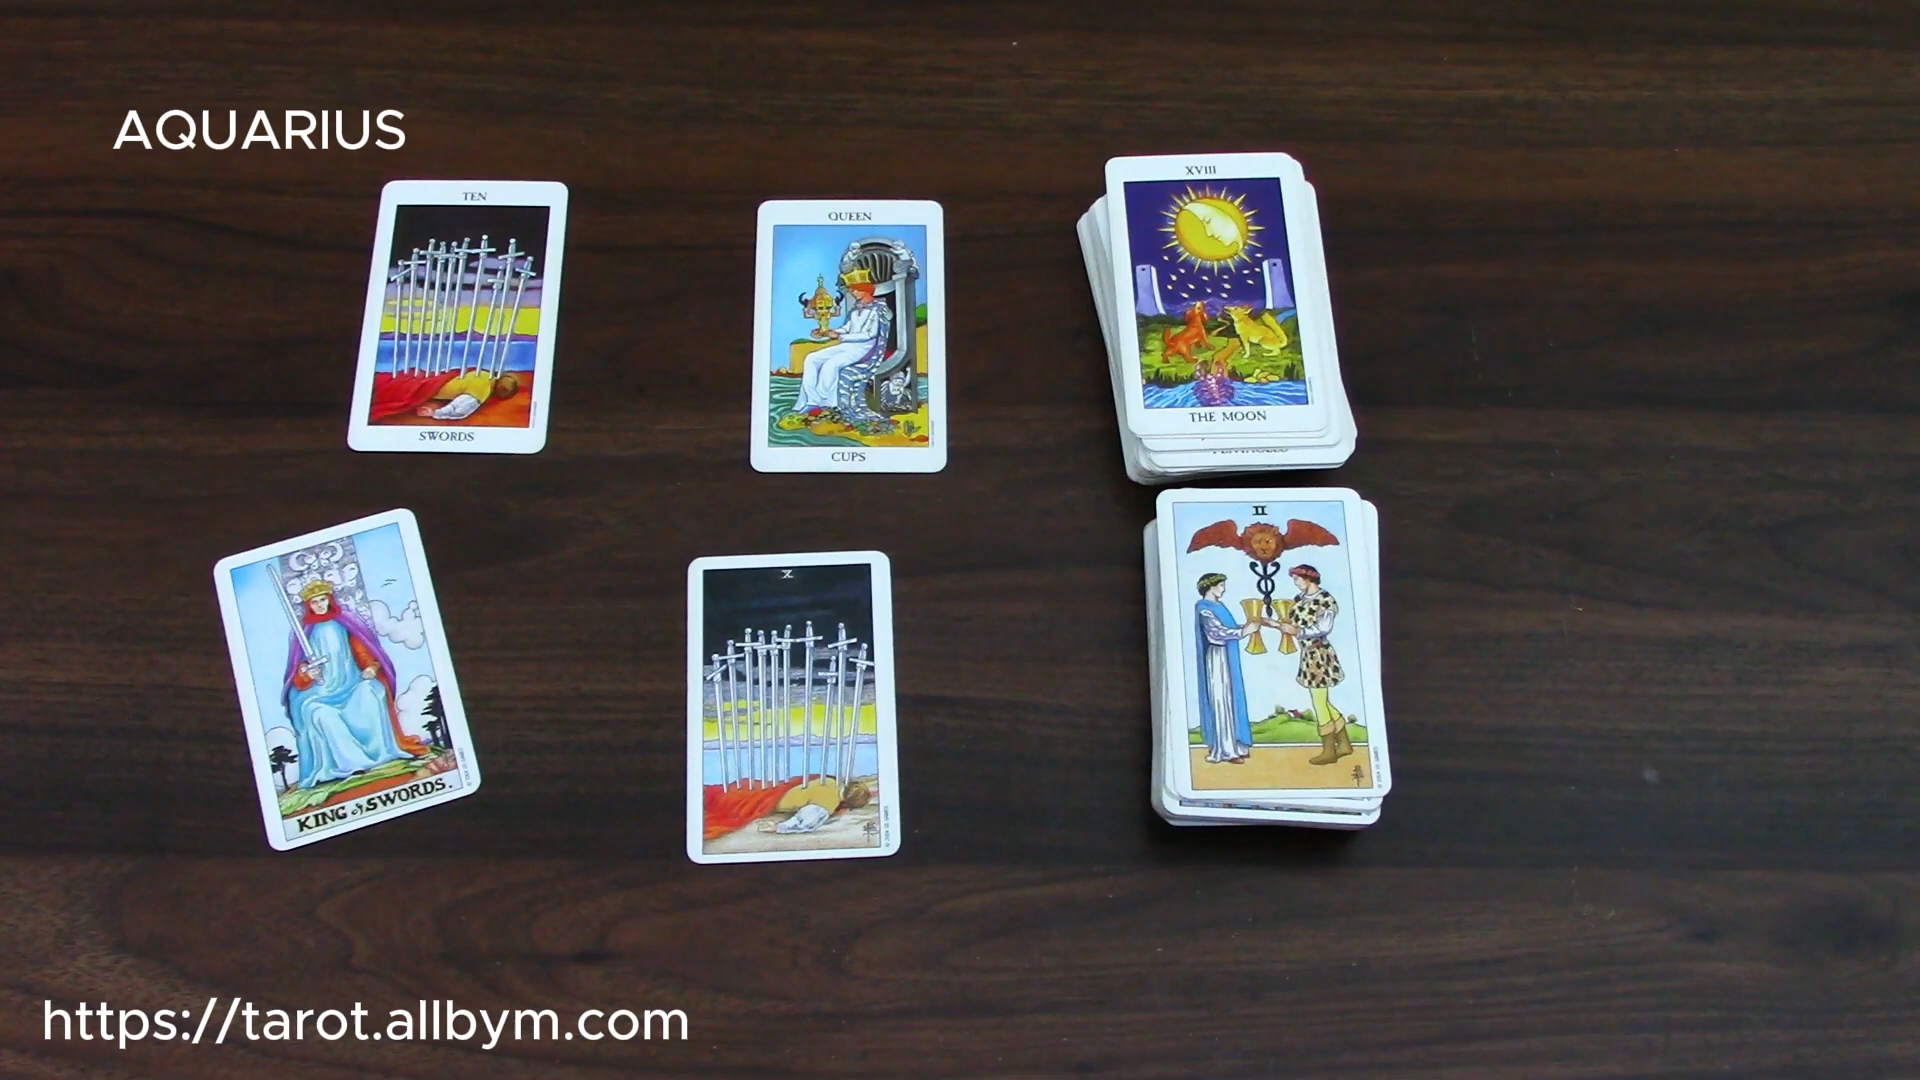 AQUARIUS
TEN
SWORDS
QUEEN
CUPS
XVIII
THE MOON
KING of SWORDS.
X
II
https://tarot.allbym.com